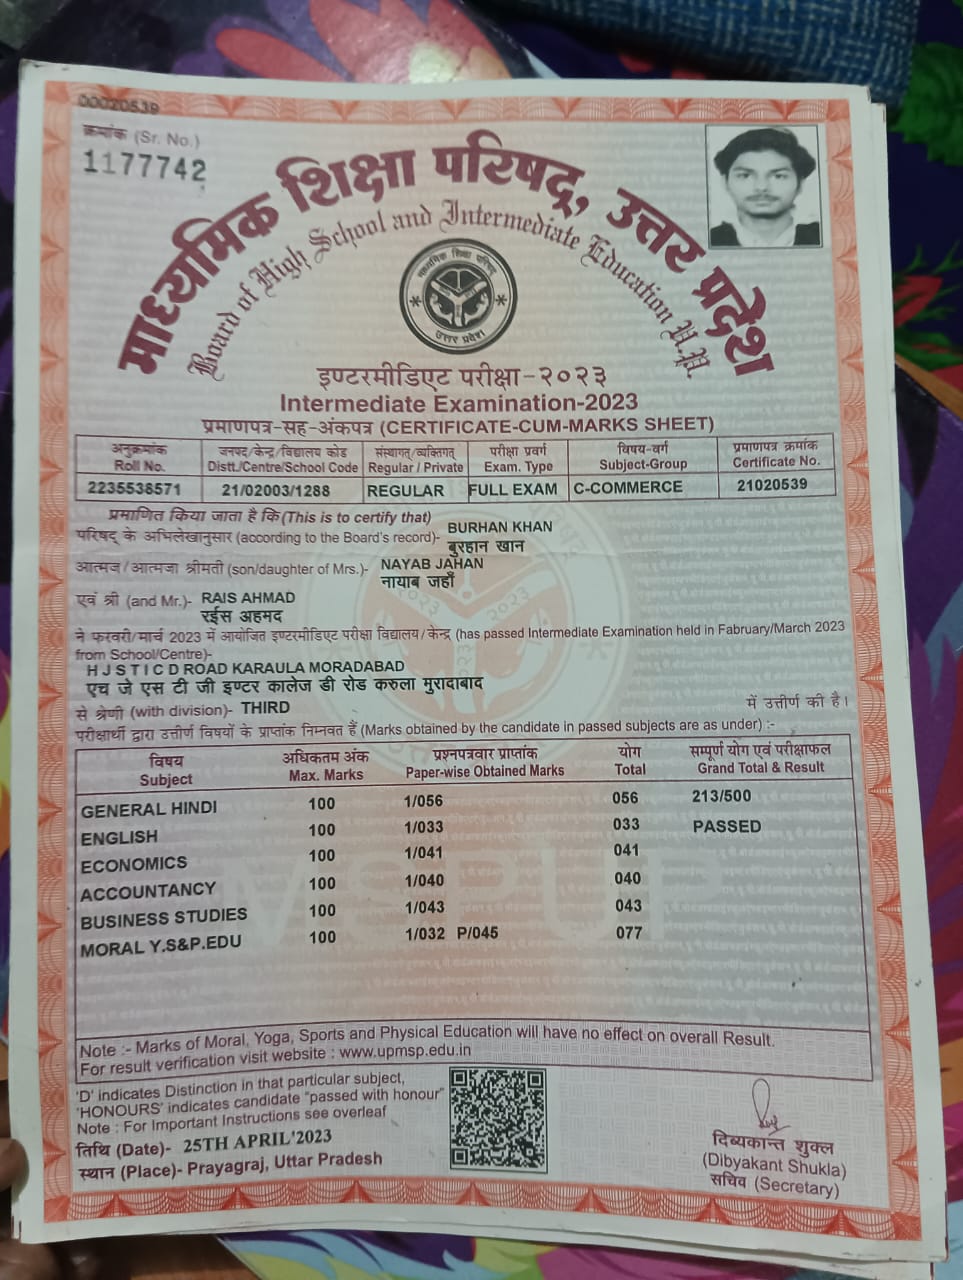 00020539
क्रमांक (Sr. No.)
1177742
माध्यमिक शिक्षा परिषद्, उत्तर प्रदेश
Board of High School and Intermediate Education U.P.
माध्यमिक शिक्षा परिषद
उत्तर प्रदेश
इण्टरमीडिएट परीक्षा-२०२३
Intermediate Examination-2023
प्रमाणपत्र-सह-अंकपत्र (CERTIFICATE-CUM-MARKS SHEET)
अनुक्रमांक जनपद/केन्द्र/विद्यालय कोड संस्थागत/व्यक्तिगत परीक्षा प्रवर्ग विषय-वर्ग प्रमाणपत्र क्रमांक
Roll No. Distt./Centre/School Code Regular / Private Exam. Type Subject-Group Certificate No.
2235538571 21/02003/1288 REGULAR FULL EXAM C-COMMERCE 21020539
प्रमाणित किया जाता है कि (This is to certify that)
परिषद् के अभिलेखानुसार (according to the Board's record)- BURHAN KHAN
बुरहान खान
आत्मज/आत्मजा श्रीमती (son/daughter of Mrs.)- NAYAB JAHAN
नायाब जहाँ
एवं श्री (and Mr.)- RAIS AHMAD
रईस अहमद
ने फरवरी/मार्च 2023 में आयोजित इण्टरमीडिएट परीक्षा विद्यालय/केन्द्र (has passed Intermediate Examination held in Fabruary/March 2023
from School/Centre)-
H J S T I C D ROAD KARAULA MORADABAD
एच जे एस टी जी इण्टर कालेज डी रोड करुला मुरादाबाद
से श्रेणी (with division)- THIRD में उत्तीर्ण की है।
परीक्षार्थी द्वारा उत्तीर्ण विषयों के प्राप्तांक निम्नवत हैं (Marks obtained by the candidate in passed subjects are as under) :-
विषय अधिकतम अंक प्रश्नपत्रवार प्राप्तांक योग सम्पूर्ण योग एवं परीक्षाफल
Subject Max. Marks Paper-wise Obtained Marks Total Grand Total & Result
GENERAL HINDI 100 1/056 056 213/500
ENGLISH 100 1/033 033 PASSED
ECONOMICS 100 1/041 041
ACCOUNTANCY 100 1/040 040
BUSINESS STUDIES 100 1/043 043
MORAL Y.S&P.EDU 100 1/032 P/045 077
Note :- Marks of Moral, Yoga, Sports and Physical Education will have no effect on overall Result.
For result verification visit website : www.upmsp.edu.in
'D' indicates Distinction in that particular subject,
'HONOURS' indicates candidate "passed with honour"
Note : For Important Instructions see overleaf
तिथि (Date)- 25TH APRIL'2023
स्थान (Place)- Prayagraj, Uttar Pradesh
दिब्यकान्त शुक्ल
(Dibyakant Shukla)
सचिव (Secretary)